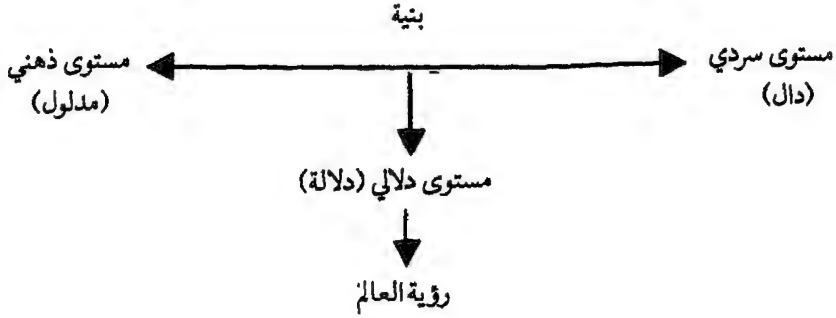 بنية
مستوى سردي
(دال)
مستوى ذهني
(مدلول)
مستوى دلالي (دلالة)
رؤية العالم